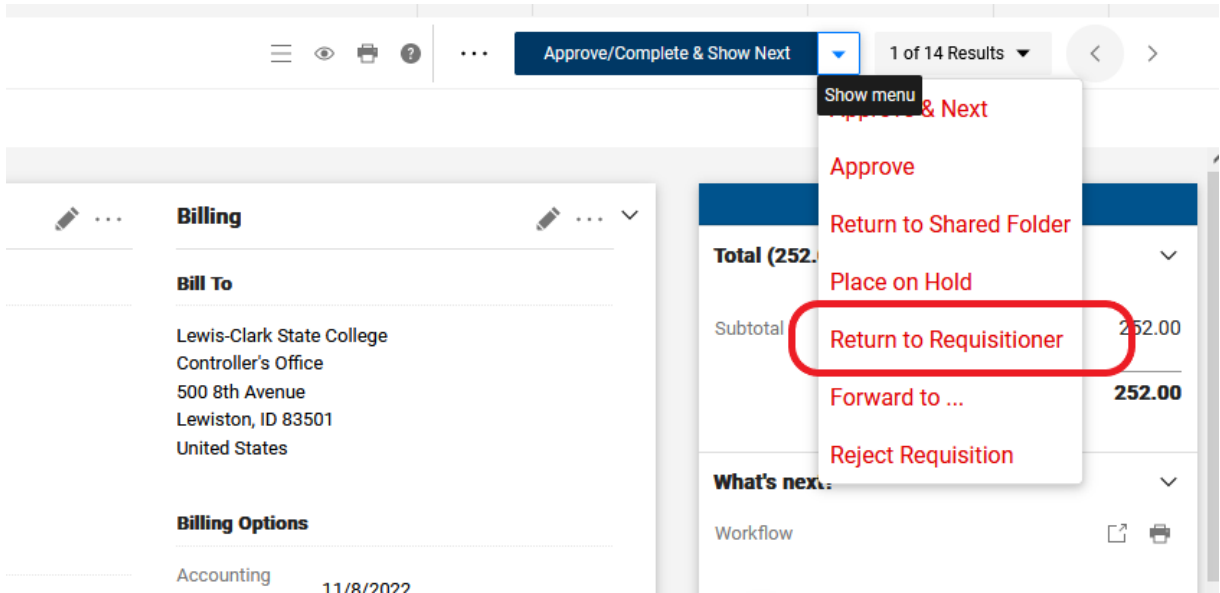 Approve/Complete & Show Next
1 of 14 Results
Show menu
Approve & Next
Approve
Return to Shared Folder
Place on Hold
Return to Requisitioner
Forward to ...
Reject Requisition
Billing
Bill To
Lewis-Clark State College
Controller's Office
500 8th Avenue
Lewiston, ID 83501
United States
Billing Options
Accounting
11/8/2022
Total (252.
Subtotal
252.00
252.00
What's next?
Workflow